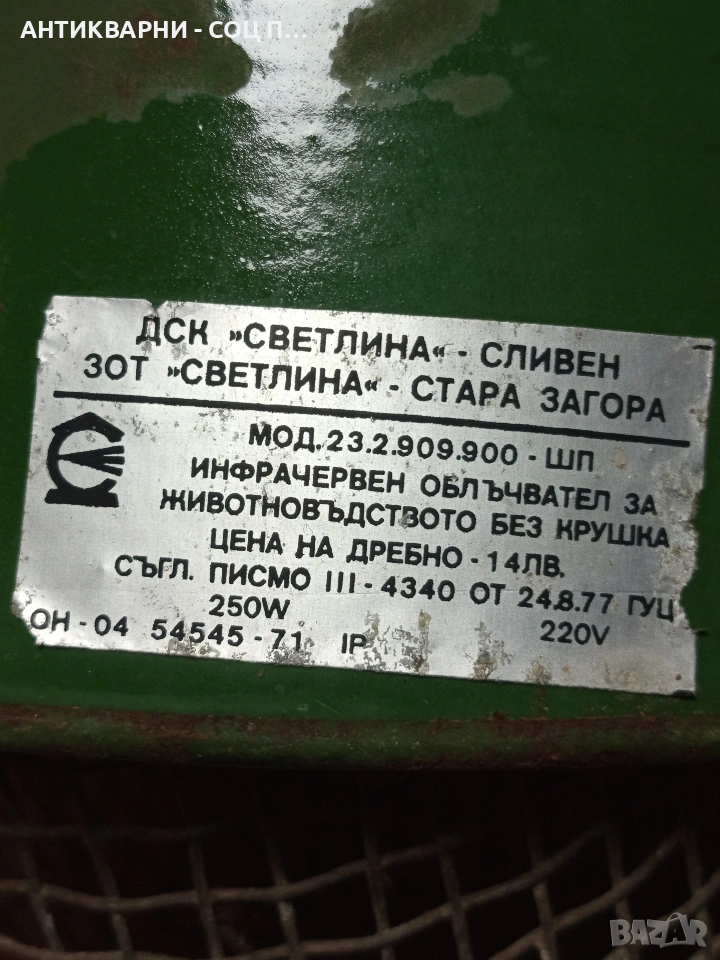 АНТИКВАРНИ - СОЦ П...
ДСК »СВЕТЛИНА« - СЛИВЕН
ЗОТ »СВЕТЛИНА« - СТАРА ЗАГОРА
МОД. 23.2.909.900 - ШП
ИНФРАЧЕРВЕН ОБЛЪЧВАТЕЛ ЗА
ЖИВОТНОВЪДСТВОТО БЕЗ КРУШКА
ЦЕНА НА ДРЕБНО - 14ЛВ.
СЪГЛ. ПИСМО III - 4340 ОТ 24.8.77 ГУЦ
250W 220V
ОН - 04 54545 - 71 IP
BAZAR